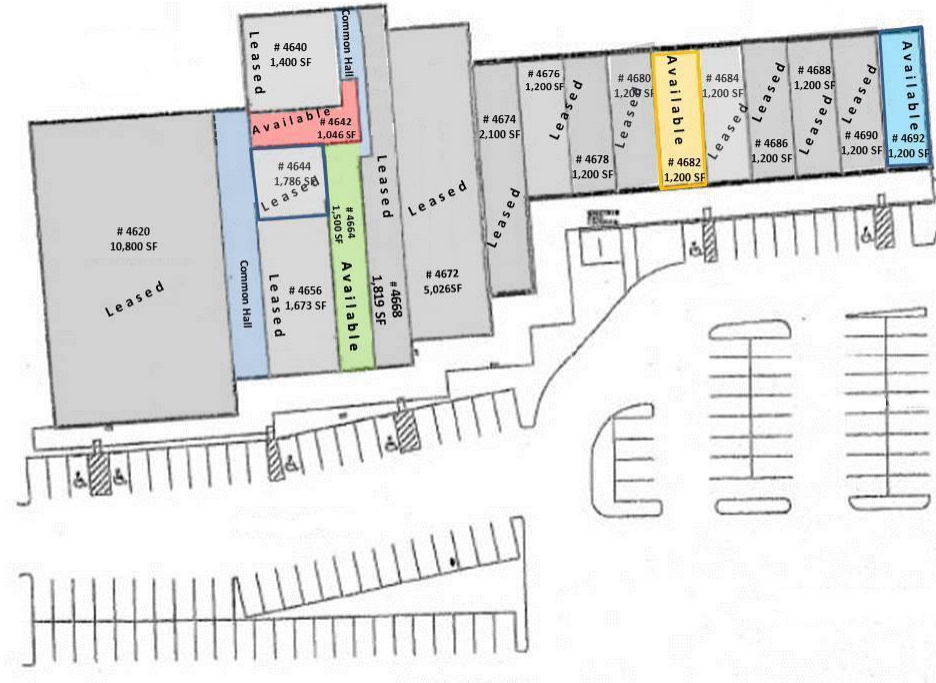 # 4620
10,800 SF
Leased
Common Hall
Leased
# 4640
1,400 SF
Common Hall
Available
# 4642
1,046 SF
# 4644
1,786 SF
Leased
Leased
# 4656
1,673 SF
# 4664
1,500 SF
Available
Leased
# 4668
1,819 SF
Leased
# 4672
5,026SF
# 4674
2,100 SF
Leased
# 4676
1,200 SF
Leased
# 4678
1,200 SF
# 4680
1,200 SF
Leased
Available
# 4682
1,200 SF
# 4684
1,200 SF
Leased
Leased
# 4686
1,200 SF
# 4688
1,200 SF
Leased
Leased
# 4690
1,200 SF
Available
# 4692
1,200 SF